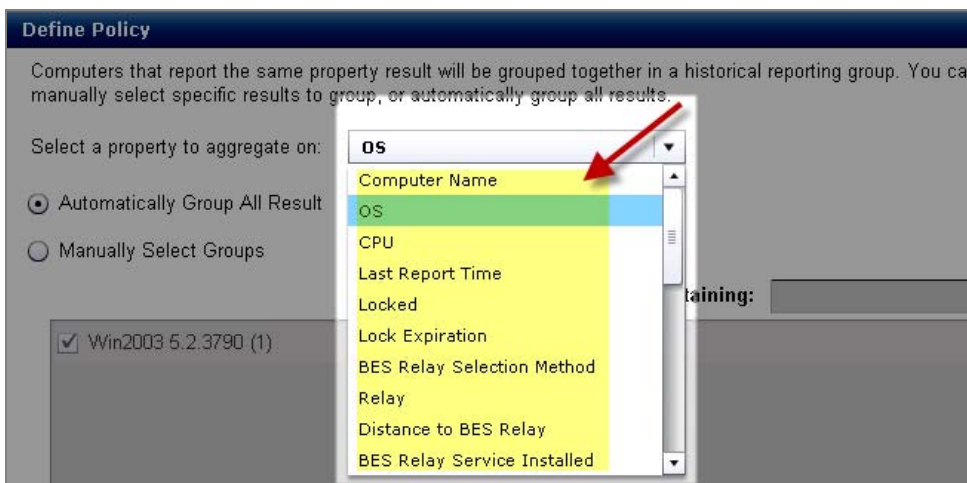 Define Policy
Computers that report the same property result will be grouped together in a historical reporting group. You ca
manually select specific results to group, or automatically group all results.
Select a property to aggregate on:
OS
Computer Name
OS
CPU
Last Report Time
Locked
Lock Expiration
BES Relay Selection Method
Relay
Distance to BES Relay
BES Relay Service Installed
Automatically Group All Result
Manually Select Groups
taining:
Win2003 5.2.3790 (1)